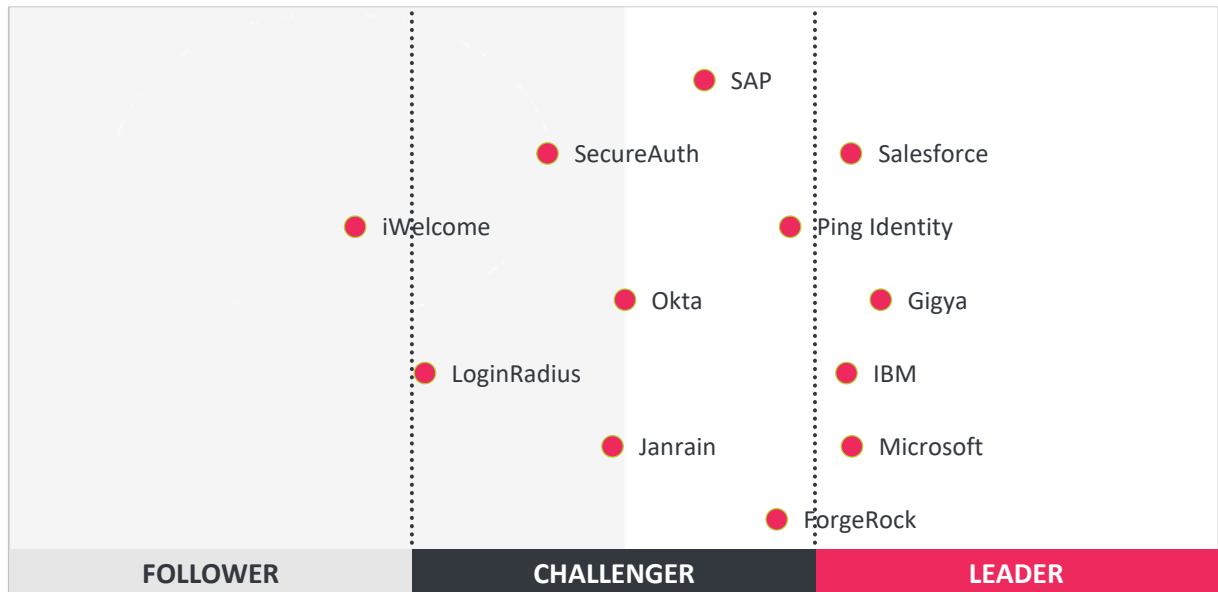 SAP
SecureAuth
Salesforce
iWelcome
Ping Identity
Okta
Gigya
LoginRadius
IBM
Janrain
Microsoft
ForgeRock
FOLLOWER
CHALLENGER
LEADER